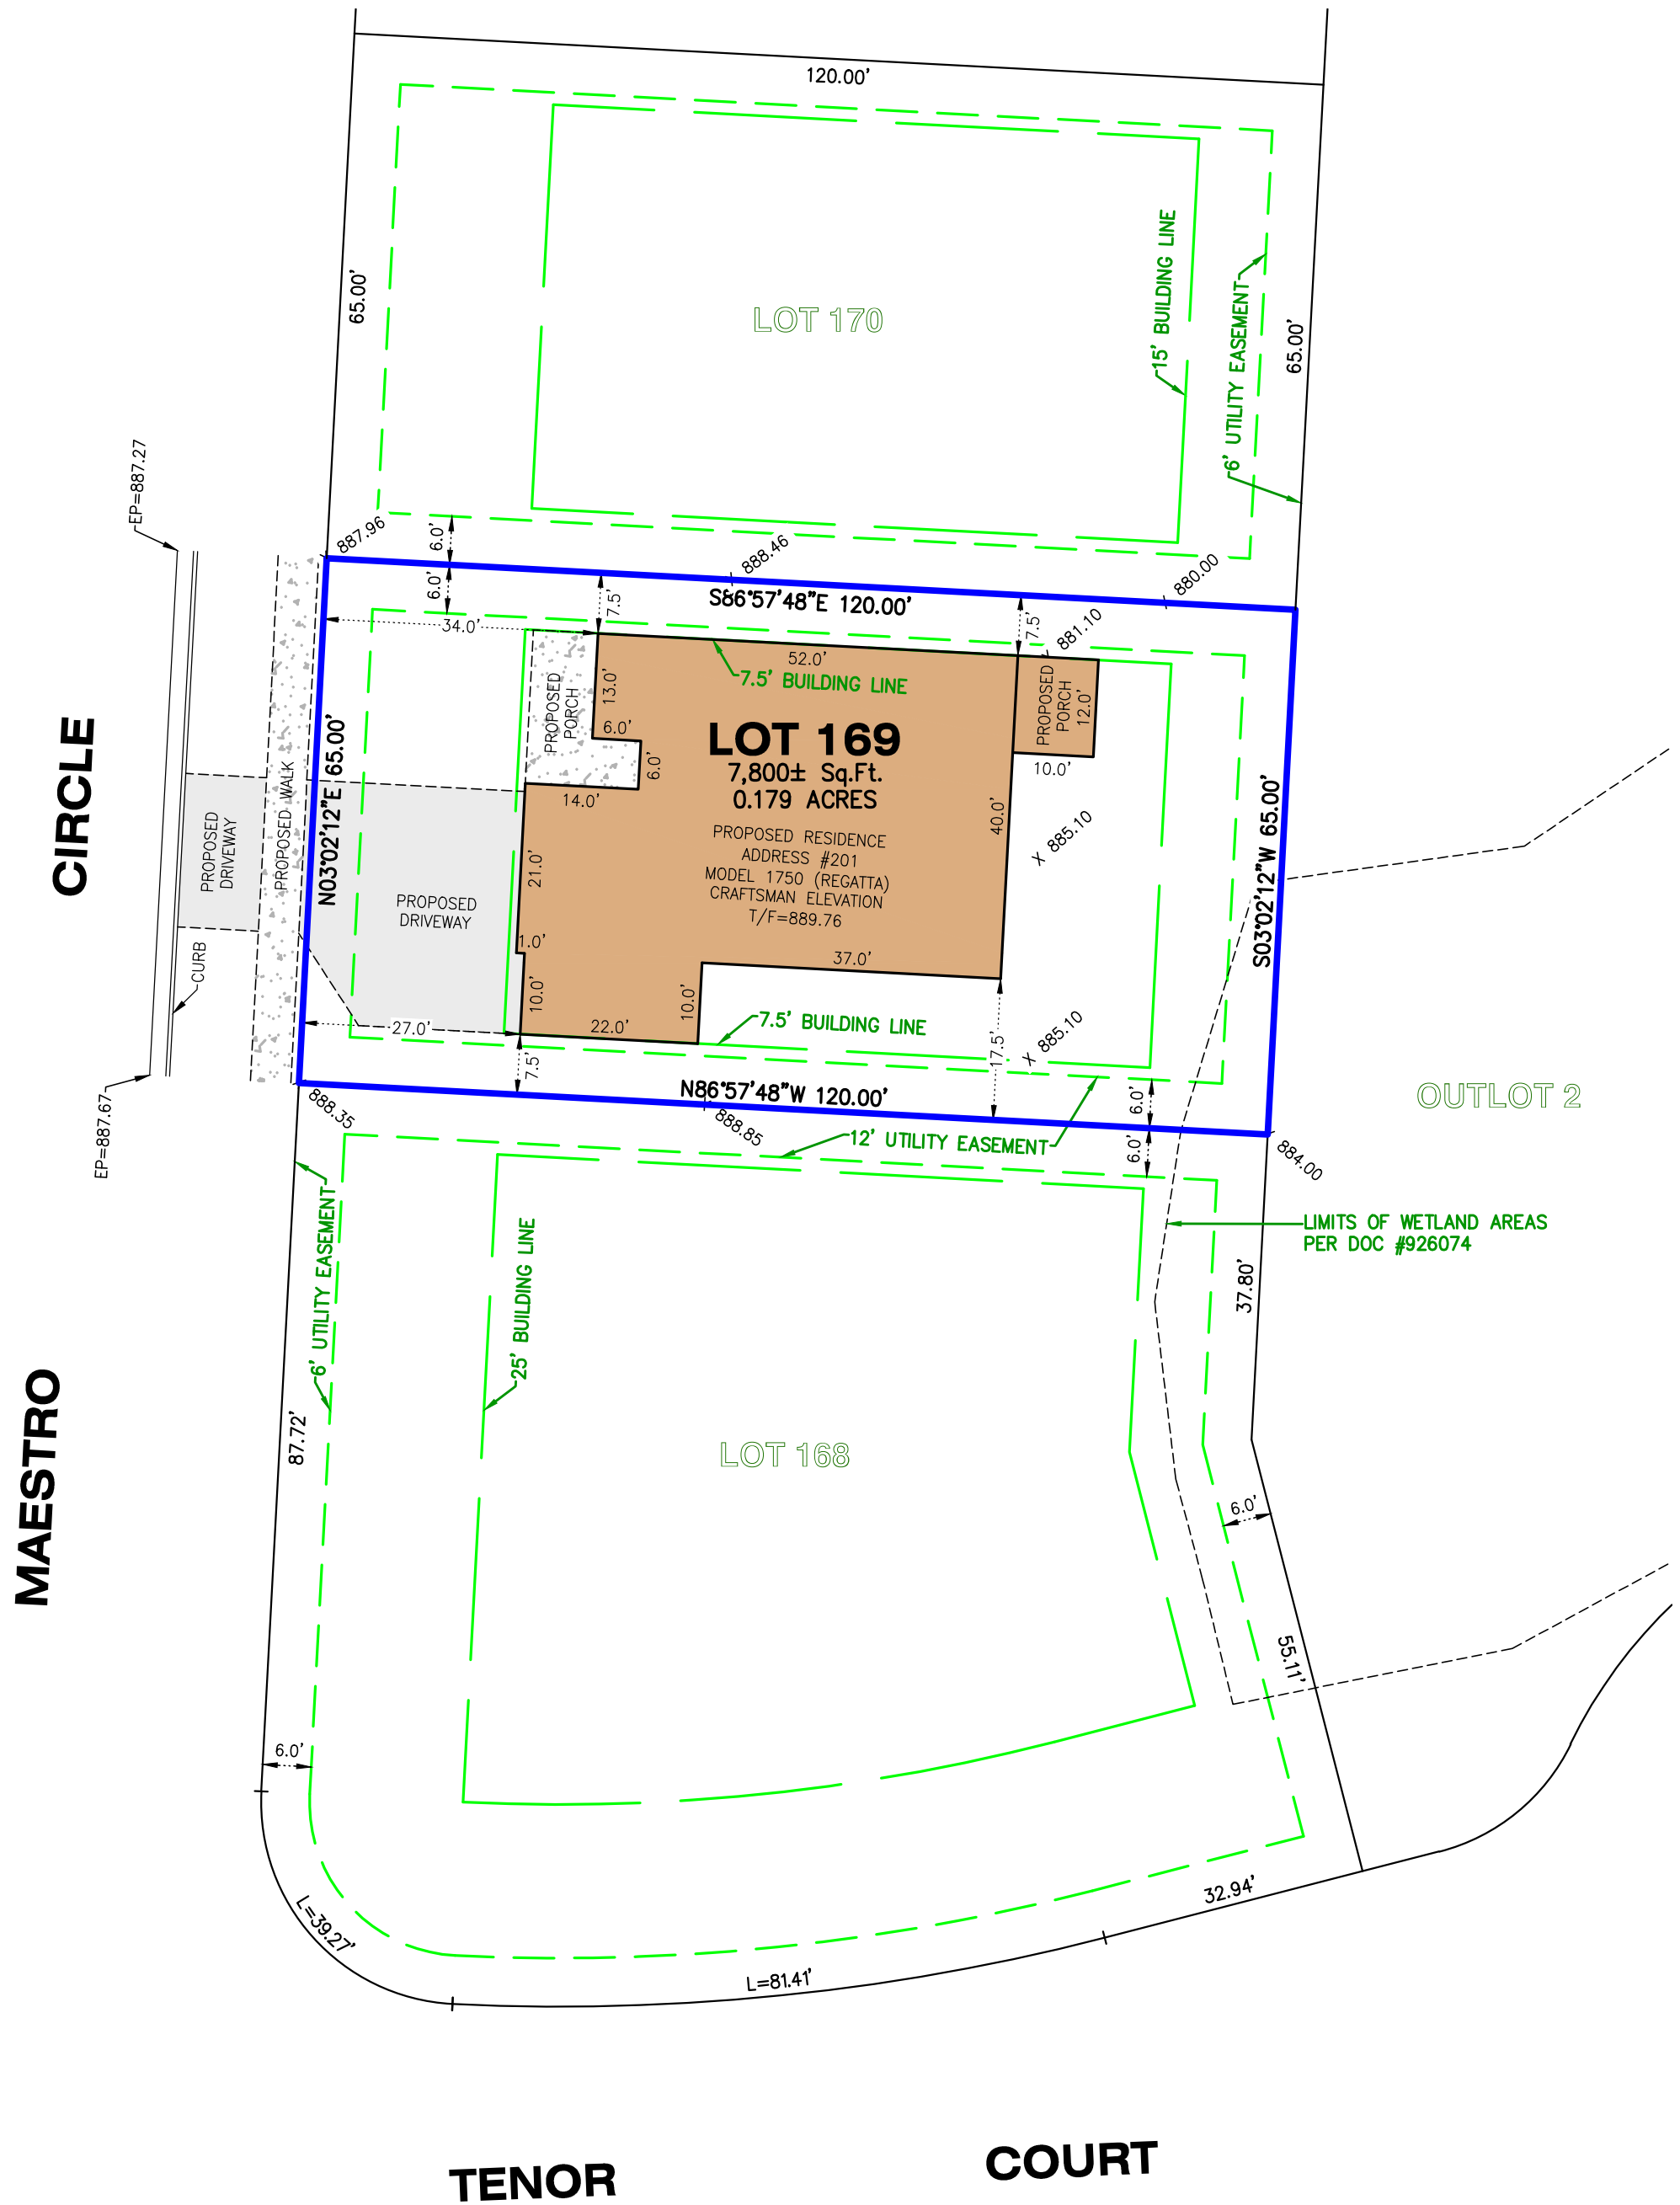 120.00'
65.00'
LOT 170
15' BUILDING LINE
6' UTILITY EASEMENT
65.00'
EP=887.27
887.96
6.0'
6.0'
888.46
880.00
S86°57'48"E 120.00'
7.5'
7.5'
881.10
34.0'
52.0'
7.5' BUILDING LINE
PROPOSED
PORCH
13.0'
6.0'
6.0'
14.0'
PROPOSED
PORCH
12.0'
10.0'
LOT 169
7,800± Sq.Ft.
0.179 ACRES
PROPOSED RESIDENCE
ADDRESS #201
MODEL 1750 (REGATTA)
CRAFTSMAN ELEVATION
T/F=889.76
40.0'
X 885.10
CIRCLE
PROPOSED
DRIVEWAY
PROPOSED WALK
N03°02'12"E 65.00'
PROPOSED
DRIVEWAY
21.0'
1.0'
10.0'
37.0'
10.0'
22.0'
27.0'
7.5'
7.5' BUILDING LINE
17.5'
X 885.10
S03°02'12"W 65.00'
CURB
EP=887.67
888.35
N86°57'48"W 120.00'
888.85
6.0'
6.0'
12' UTILITY EASEMENT
884.00
OUTLOT 2
LIMITS OF WETLAND AREAS
PER DOC #926074
6' UTILITY EASEMENT
25' BUILDING LINE
37.80'
87.72'
LOT 168
6.0'
55.11'
MAESTRO
6.0'
L=39.27'
L=81.41'
32.94'
TENOR COURT